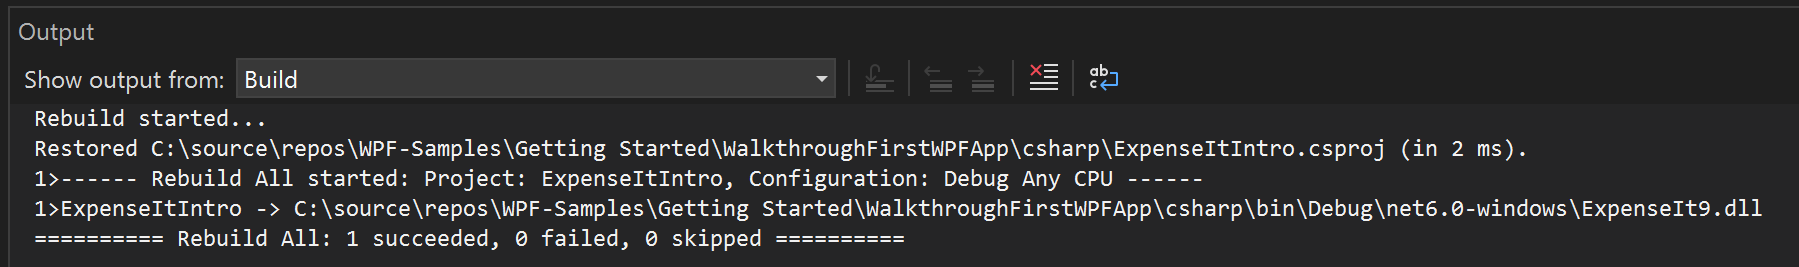 Output
Show output from: Build
Rebuild started...
Restored C:\source\repos\WPF-Samples\Getting Started\WalkthroughFirstWPFApp\csharp\ExpenseItIntro.csproj (in 2 ms).
1>------ Rebuild All started: Project: ExpenseItIntro, Configuration: Debug Any CPU ------
1>ExpenseItIntro -> C:\source\repos\WPF-Samples\Getting Started\WalkthroughFirstWPFApp\csharp\bin\Debug\net6.0-windows\ExpenseIt9.dll
========== Rebuild All: 1 succeeded, 0 failed, 0 skipped ==========